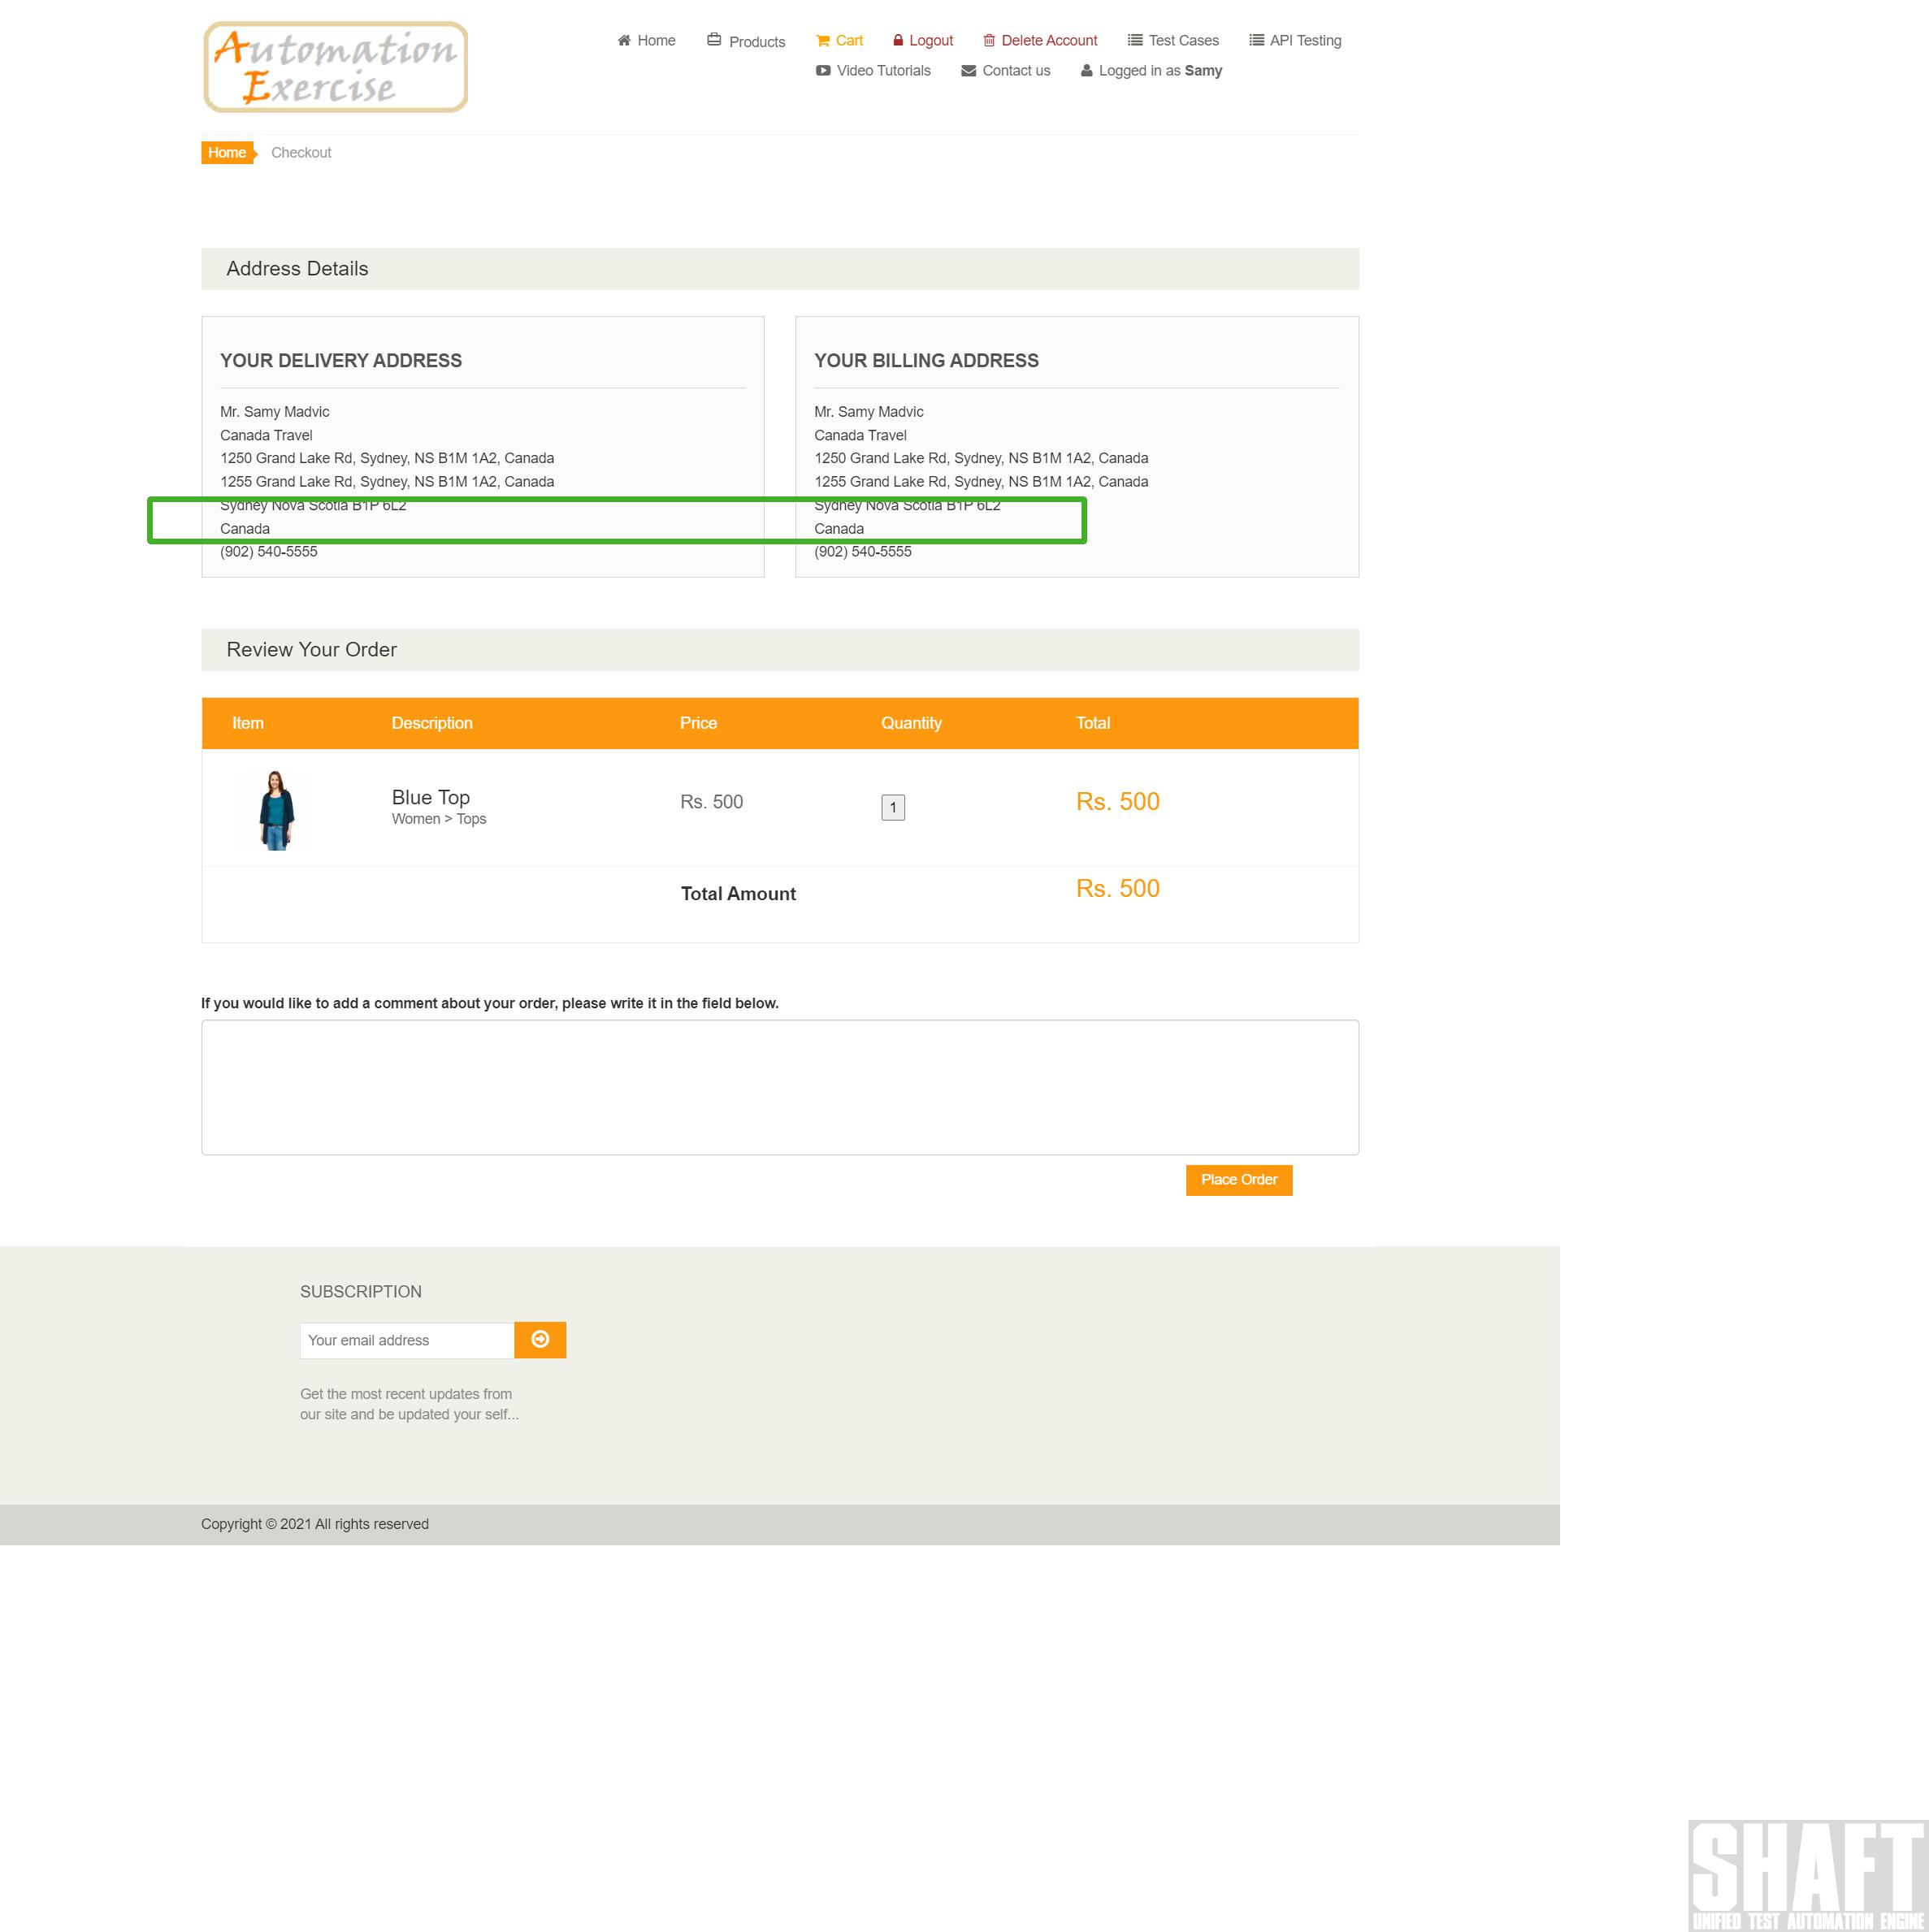 Automation
Exercise
Home
Products
Cart
Logout
Delete Account
Test Cases
API Testing
Video Tutorials
Contact us
Logged in as Samy
Home
Checkout
Address Details
YOUR DELIVERY ADDRESS
Mr. Samy Madvic
Canada Travel
1250 Grand Lake Rd, Sydney, NS B1M 1A2, Canada
1255 Grand Lake Rd, Sydney, NS B1M 1A2, Canada
Sydney Nova Scotia B1P 6L2
Canada
(902) 540-5555
YOUR BILLING ADDRESS
Mr. Samy Madvic
Canada Travel
1250 Grand Lake Rd, Sydney, NS B1M 1A2, Canada
1255 Grand Lake Rd, Sydney, NS B1M 1A2, Canada
Sydney Nova Scotia B1P 6L2
Canada
(902) 540-5555
Review Your Order
Item Description Price Quantity Total
Blue Top
Women > Tops
Rs. 500
1
Rs. 500
Total Amount
Rs. 500
If you would like to add a comment about your order, please write it in the field below.
Place Order
SUBSCRIPTION
Your email address
Get the most recent updates from
our site and be updated your self...
Copyright © 2021 All rights reserved
SHAFT
UNIFIED TEST AUTOMATION ENGINE